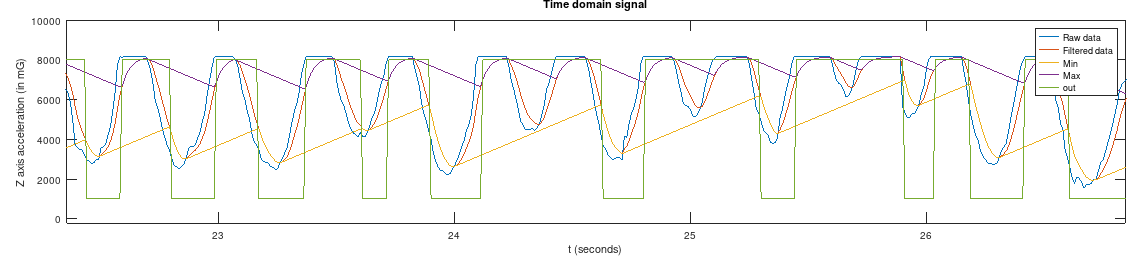 Time domain signal
Z axis acceleration (in mG)
10000
8000
6000
4000
2000
0
23
24
25
26
t (seconds)
Raw data
Filtered data
Min
Max
out